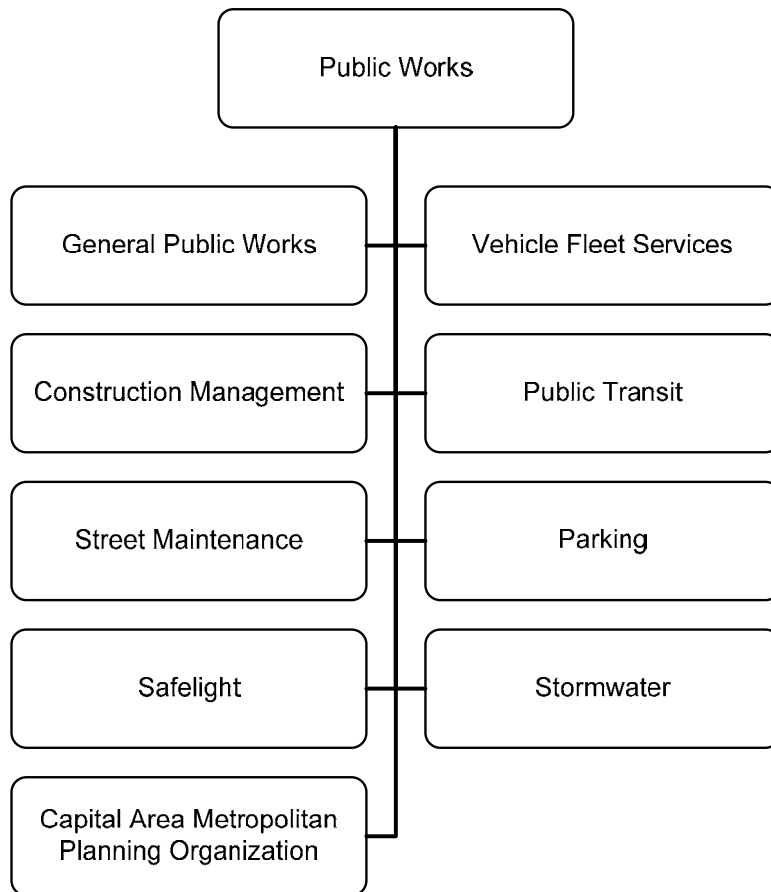 Public Works
General Public Works
Vehicle Fleet Services
Construction Management
Public Transit
Street Maintenance
Parking
Safelight
Stormwater
Capital Area Metropolitan
Planning Organization